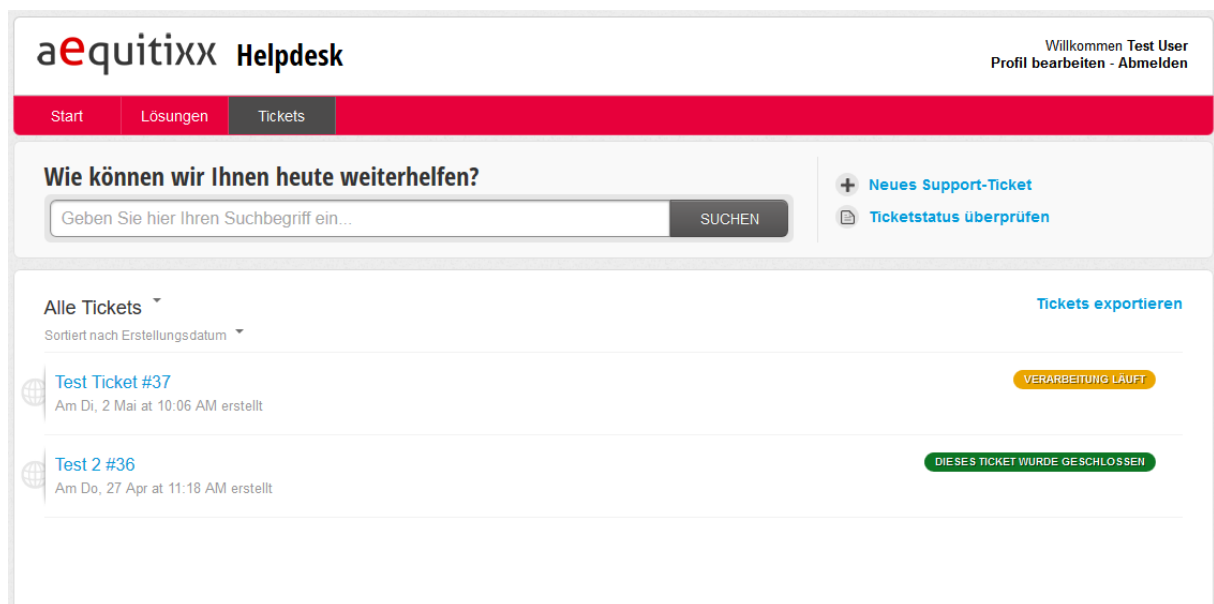 aequitixx Helpdesk
Willkommen Test User
Profil bearbeiten - Abmelden
Start Lösungen Tickets
Wie können wir Ihnen heute weiterhelfen?
Geben Sie hier Ihren Suchbegriff ein... SUCHEN
Neues Support-Ticket
Ticketstatus überprüfen
Alle Tickets
Tickets exportieren
Sortiert nach Erstellungsdatum
Test Ticket #37
VERARBEITUNG LÄUFT
Am Di, 2 Mai at 10:06 AM erstellt
Test 2 #36
DIESES TICKET WURDE GESCHLOSSEN
Am Do, 27 Apr at 11:18 AM erstellt